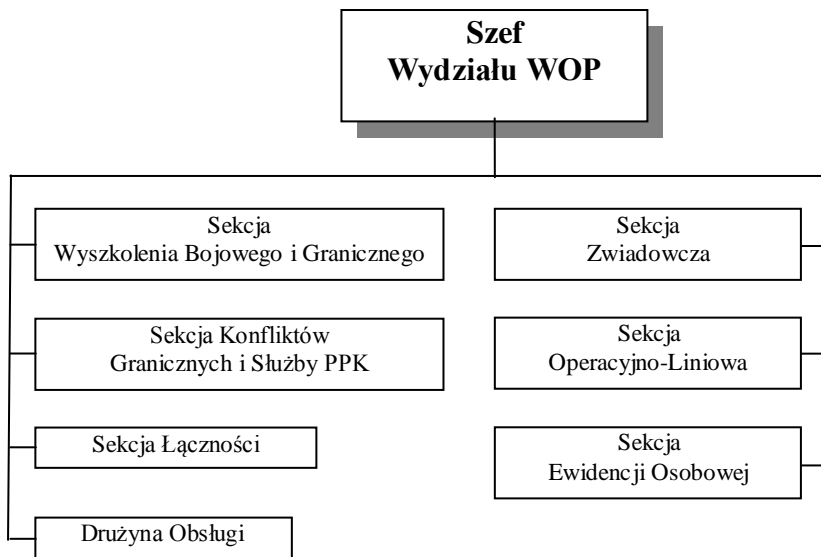 Szef
Wydziału WOP
Sekcja
Wyszkolenia Bojowego i Granicznego
Sekcja
Zwiadowcza
Sekcja Konfliktów
Granicznych i Służby PPK
Sekcja
Operacyjno-Liniowa
Sekcja Łączności
Sekcja
Ewidencji Osobowej
Drużyna Obsługi